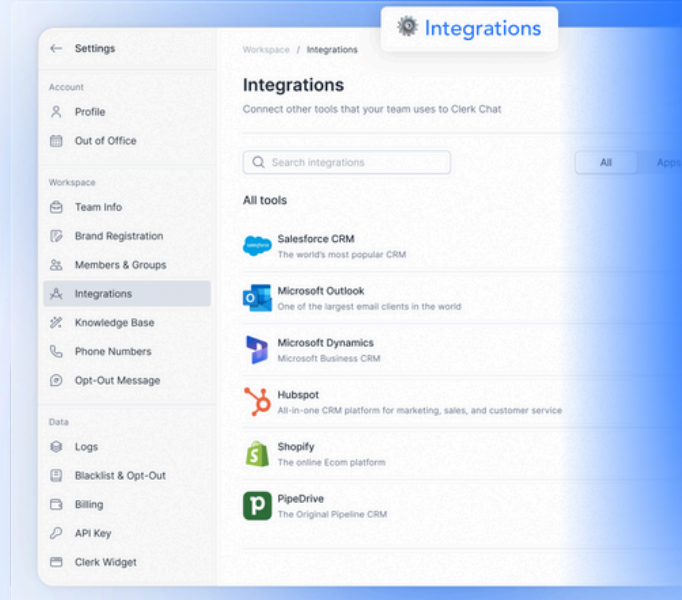 Integrations
Settings
Account
Profile
Out of Office
Workspace
Team Info
Brand Registration
Members & Groups
Integrations
Knowledge Base
Phone Numbers
Opt-Out Message
Data
Logs
Blacklist & Opt-Out
Billing
API Key
Clerk Widget
Workspace / Integrations
Integrations
Connect other tools that your team uses to Clerk Chat
Search integrations
All Apps
All tools
salesforce
Salesforce CRM
The world's most popular CRM
Microsoft Outlook
One of the largest email clients in the world
Microsoft Dynamics
Microsoft Business CRM
Hubspot
All-in-one CRM platform for marketing, sales, and customer service
Shopify
The online Ecom platform
PipeDrive
The Original Pipeline CRM